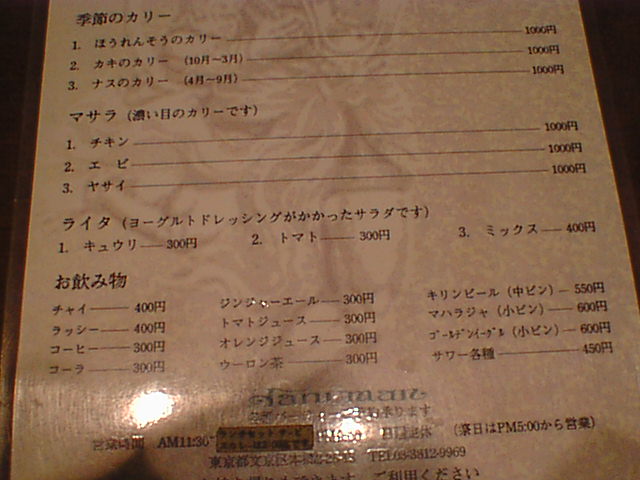 季節のカリー
1. ほうれんそうのカリー 1000円
2. カキのカリー (10月～3月) 1000円
3. ナスのカリー (4月～9月) 1000円
マサラ (濃い目のカリーです)
1. チキン 1000円
2. エビ 1000円
3. ヤサイ 1000円
ライタ (ヨーグルトドレッシングがかかったサラダです)
1. キュウリ 300円 2. トマト 300円 3. ミックス 400円
お飲み物
チャイ 400円 ジンジャーエール 300円 キリンビール (中ビン) 550円
ラッシー 400円 トマトジュース 300円 マハラジャ (小ビン) 600円
コーヒー 300円 オレンジジュース 300円 ゴールデンイーグル (小ビン) 600円
コーラ 300円 ウーロン茶 300円 サワー各種 450円
営業時間 AM11:30 日曜定休 (祭日はPM5:00から営業)
東京都文京区本郷 TEL03-3812-9969
ご利用ください